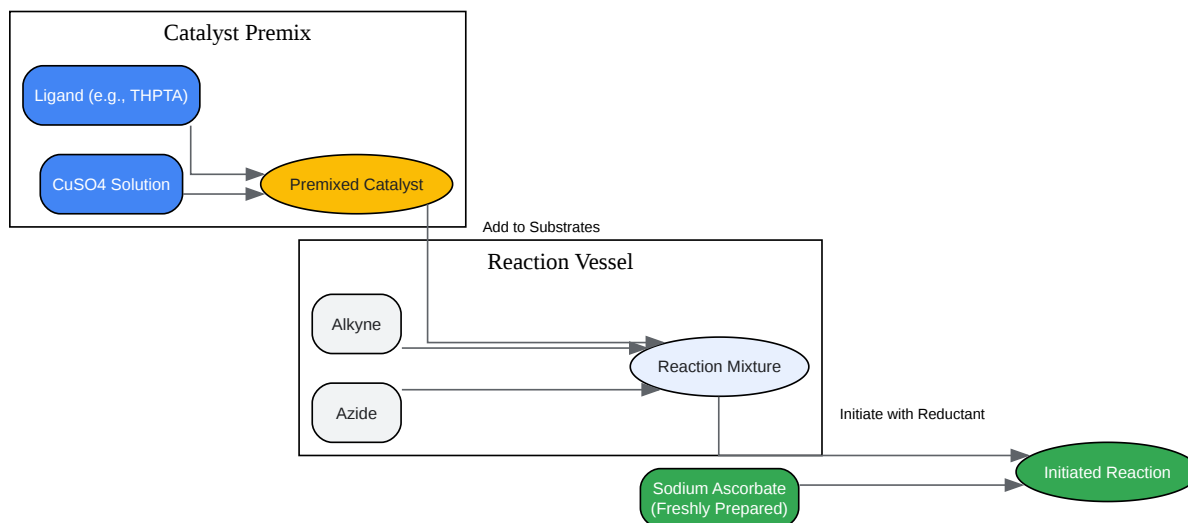 Catalyst Premix
Ligand (e.g., THPTA)
CuSO4 Solution
Premixed Catalyst
Add to Substrates
Reaction Vessel
Alkyne
Reaction Mixture
Azide
Initiate with Reductant
Initiated Reaction
Sodium Ascorbate
(Freshly Prepared)